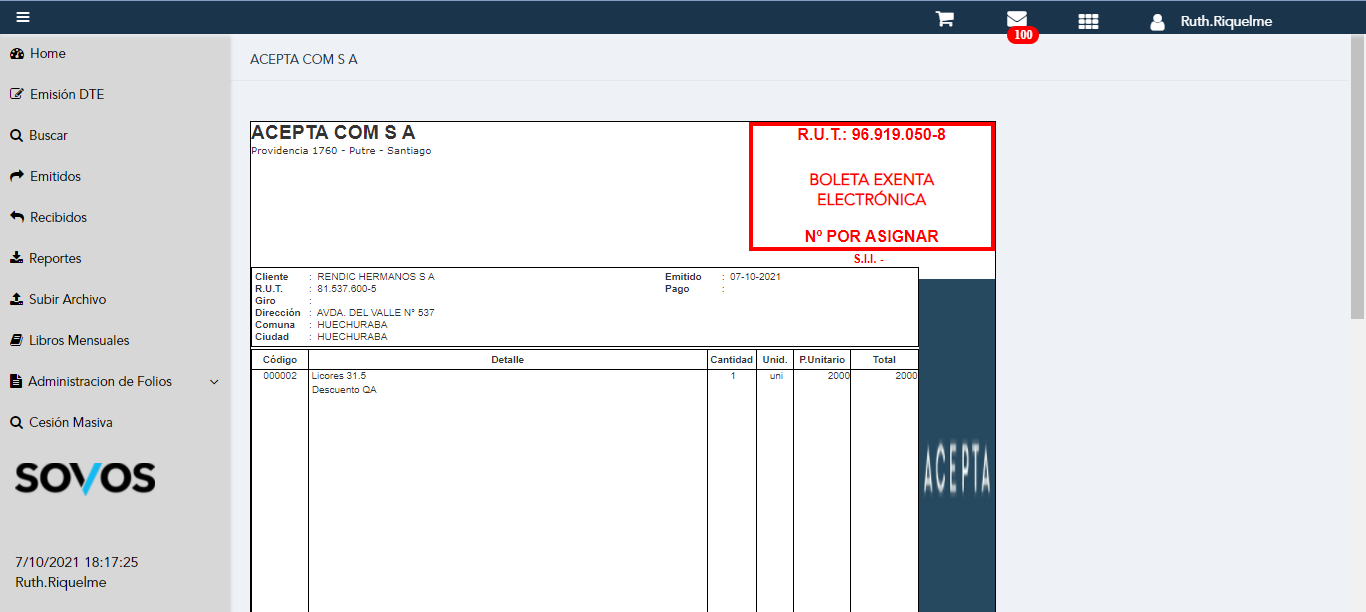 Ruth.Riquelme
100
Home
Emisión DTE
Buscar
Emitidos
Recibidos
Reportes
Subir Archivo
Libros Mensuales
Administracion de Folios
Cesión Masiva
SOVOS
7/10/2021 18:17:25
Ruth.Riquelme
ACEPTA COM S A
ACEPTA COM S A
Providencia 1760 - Putre - Santiago
R.U.T.: 96.919.050-8
BOLETA EXENTA
ELECTRÓNICA
Nº POR ASIGNAR
S.I.I. -
Cliente : RENDIC HERMANOS S A
R.U.T. : 81.537.600-5
Giro :
Dirección : AVDA. DEL VALLE N° 537
Comuna : HUECHURABA
Ciudad : HUECHURABA
Emitido : 07-10-2021
Pago :
Código Detalle Cantidad Unid. P.Unitario Total
000002 Licores 31.5 1 uni 2000 2000
Descuento QA
ACEPTA